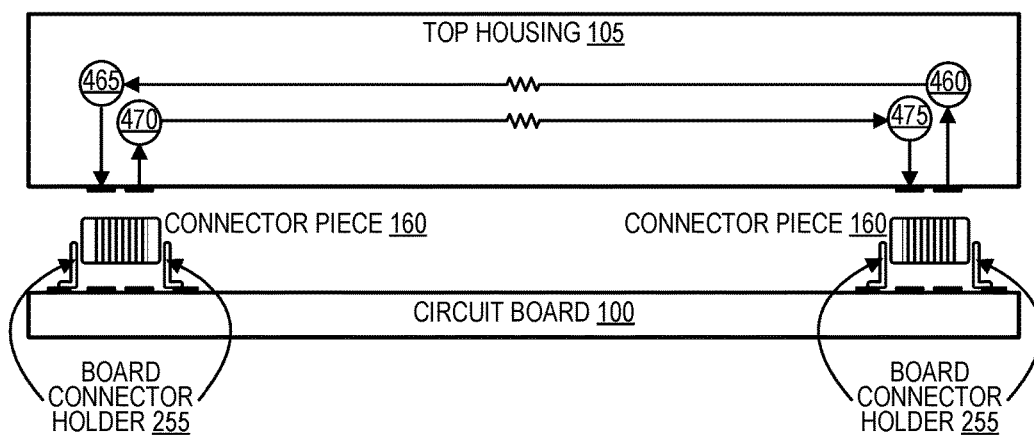 TOP HOUSING 105
465
460
470
475
CONNECTOR PIECE 160
CONNECTOR PIECE 160
CIRCUIT BOARD 100
BOARD
CONNECTOR
HOLDER 255
BOARD
CONNECTOR
HOLDER 255